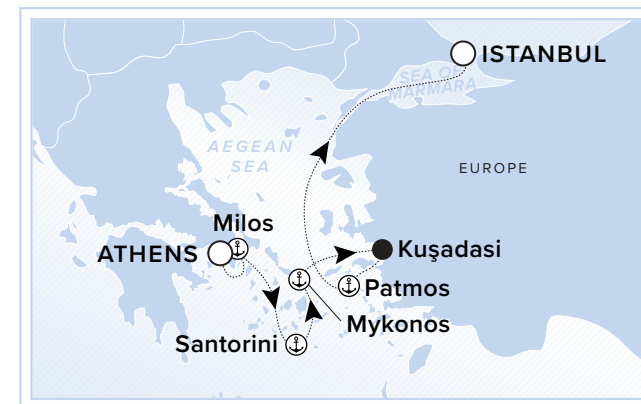 ISTANBUL
SEA OF
MARMARA
AEGEAN
SEA
EUROPE
Milos
ATHENS
Kuşadasi
Patmos
Mykonos
Santorini